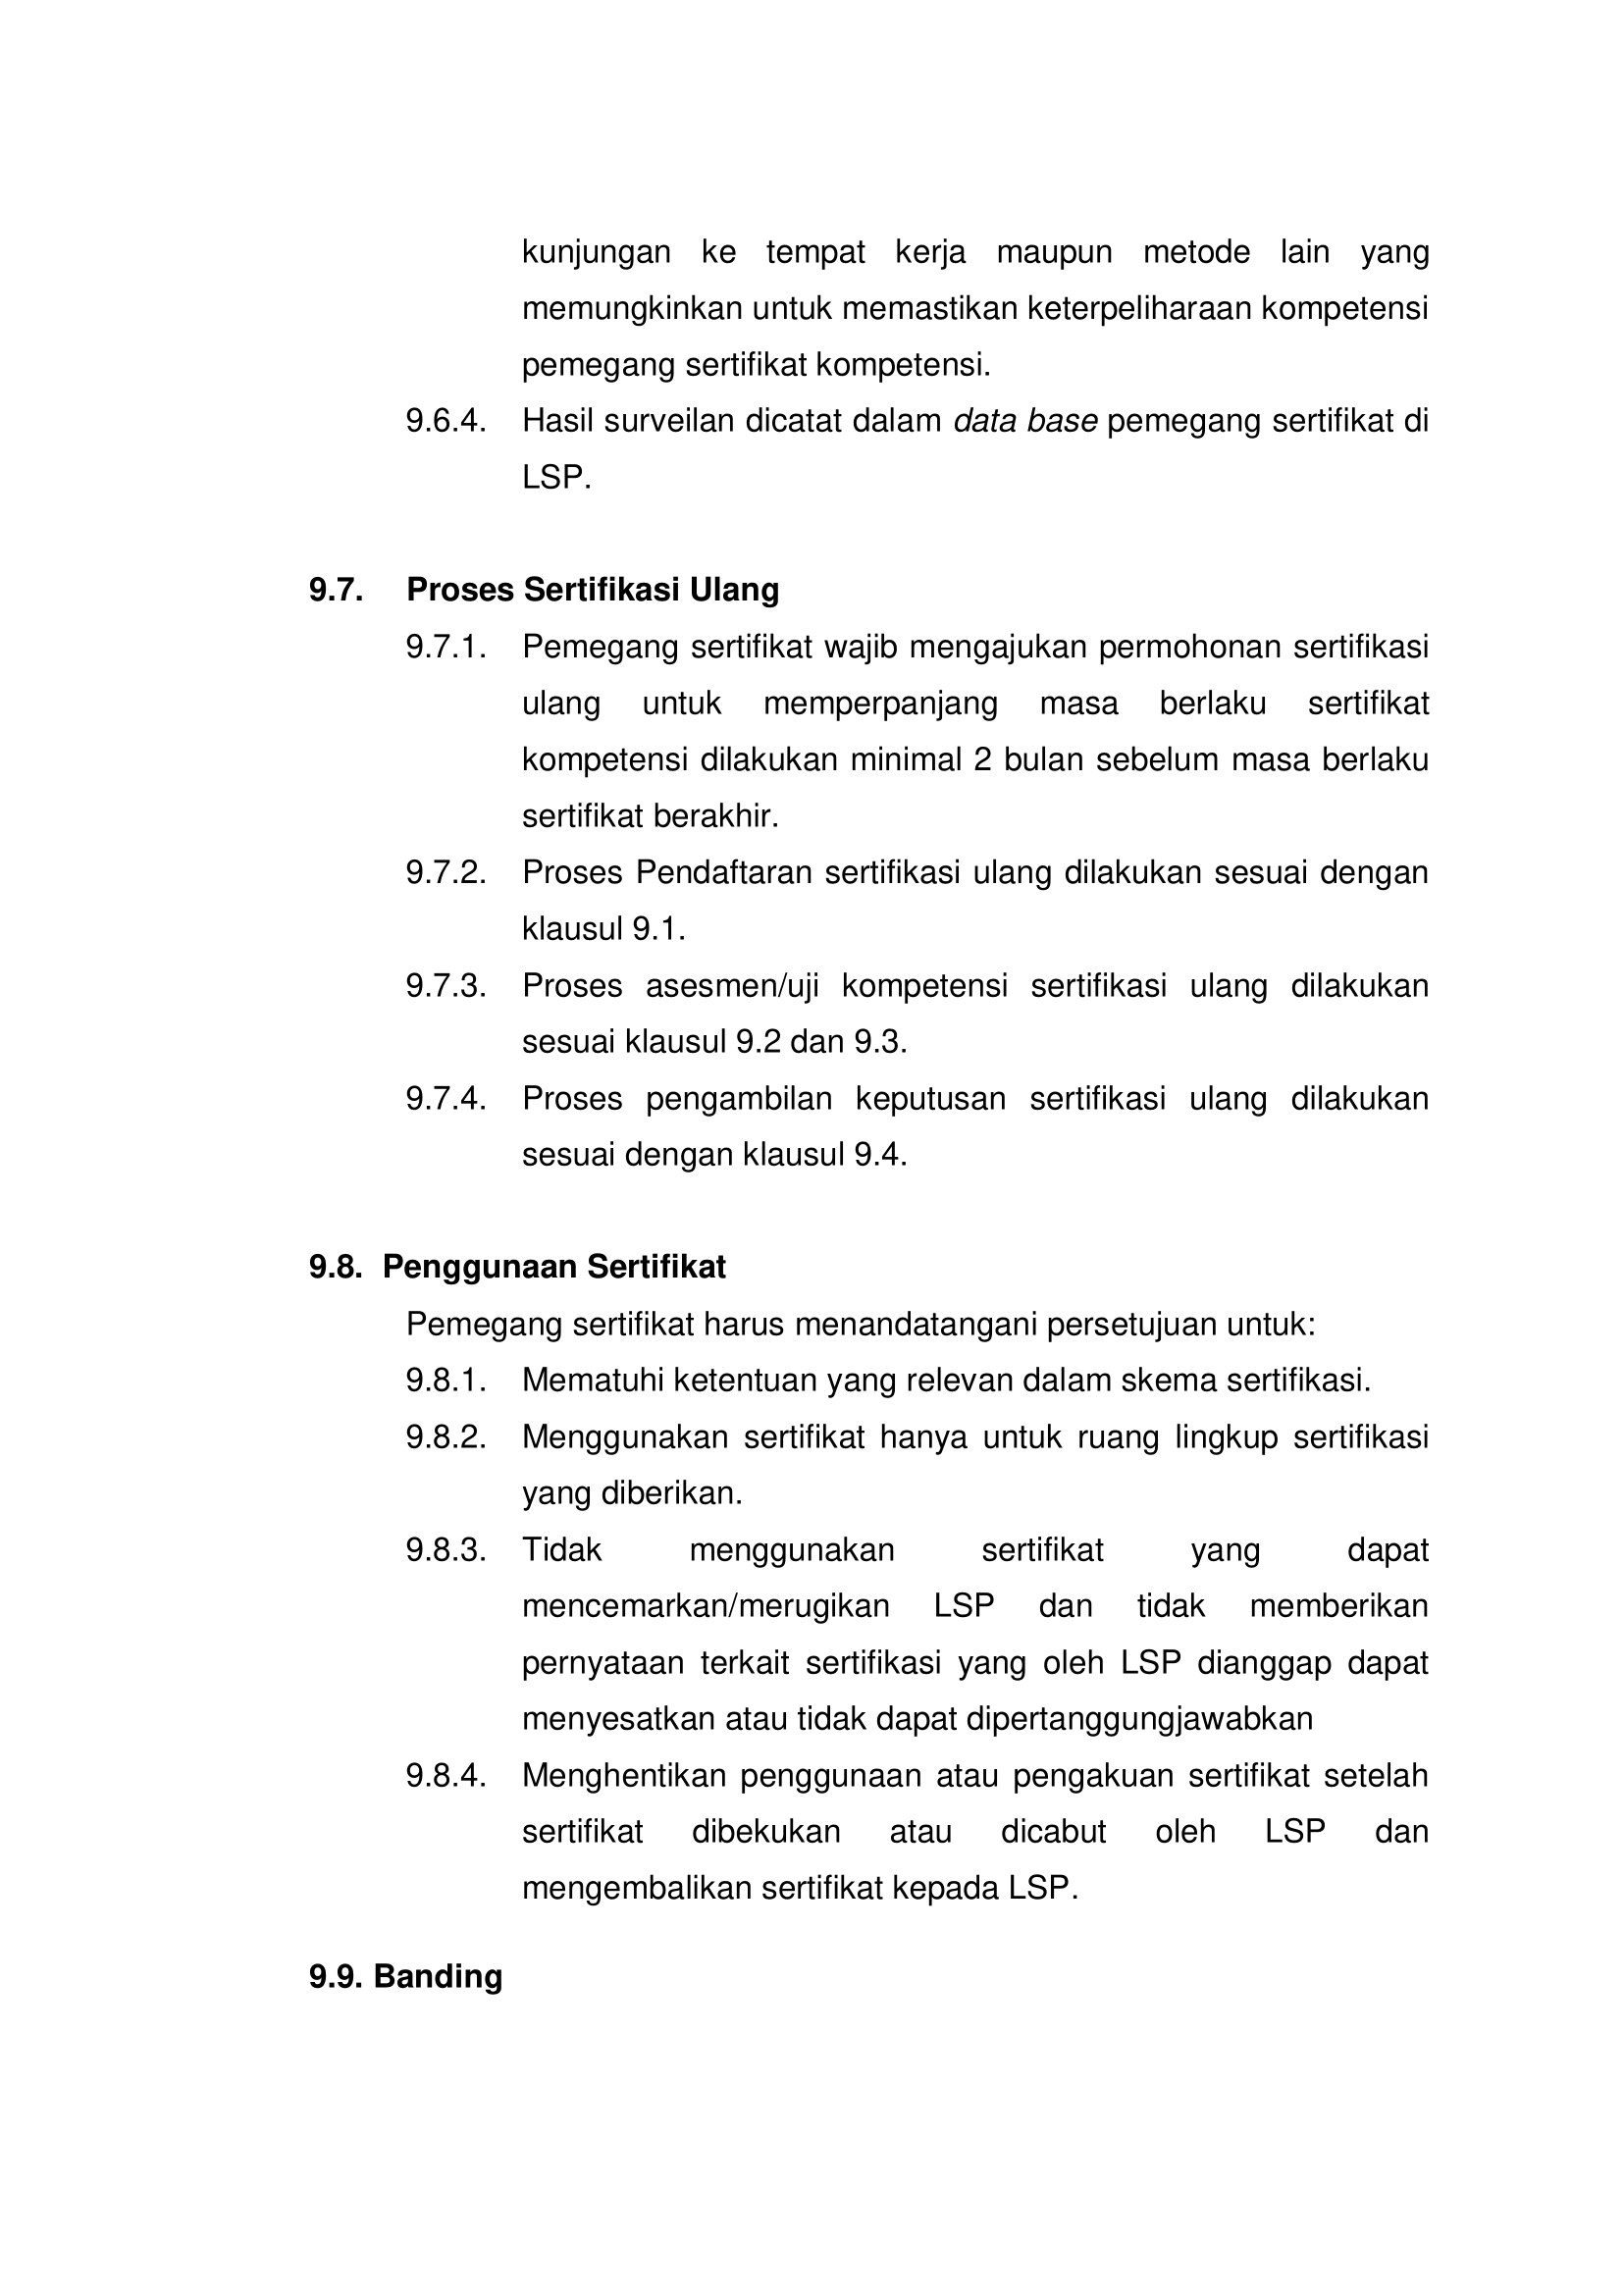 kunjungan ke tempat kerja maupun metode lain yang
memungkinkan untuk memastikan keterpeliharaan kompetensi
pemegang sertifikat kompetensi.
9.6.4. Hasil surveilan dicatat dalam data base pemegang sertifikat di
LSP.
9.7. Proses Sertifikasi Ulang
9.7.1. Pemegang sertifikat wajib mengajukan permohonan sertifikasi
ulang untuk memperpanjang masa berlaku sertifikat
kompetensi dilakukan minimal 2 bulan sebelum masa berlaku
sertifikat berakhir.
9.7.2. Proses Pendaftaran sertifikasi ulang dilakukan sesuai dengan
klausul 9.1.
9.7.3. Proses asesmen/uji kompetensi sertifikasi ulang dilakukan
sesuai klausul 9.2 dan 9.3.
9.7.4. Proses pengambilan keputusan sertifikasi ulang dilakukan
sesuai dengan klausul 9.4.
9.8. Penggunaan Sertifikat
Pemegang sertifikat harus menandatangani persetujuan untuk:
9.8.1. Mematuhi ketentuan yang relevan dalam skema sertifikasi.
9.8.2. Menggunakan sertifikat hanya untuk ruang lingkup sertifikasi
yang diberikan.
9.8.3. Tidak menggunakan sertifikat yang dapat
mencemarkan/merugikan LSP dan tidak memberikan
pernyataan terkait sertifikasi yang oleh LSP dianggap dapat
menyesatkan atau tidak dapat dipertanggungjawabkan
9.8.4. Menghentikan penggunaan atau pengakuan sertifikat setelah
sertifikat dibekukan atau dicabut oleh LSP dan
mengembalikan sertifikat kepada LSP.
9.9. Banding